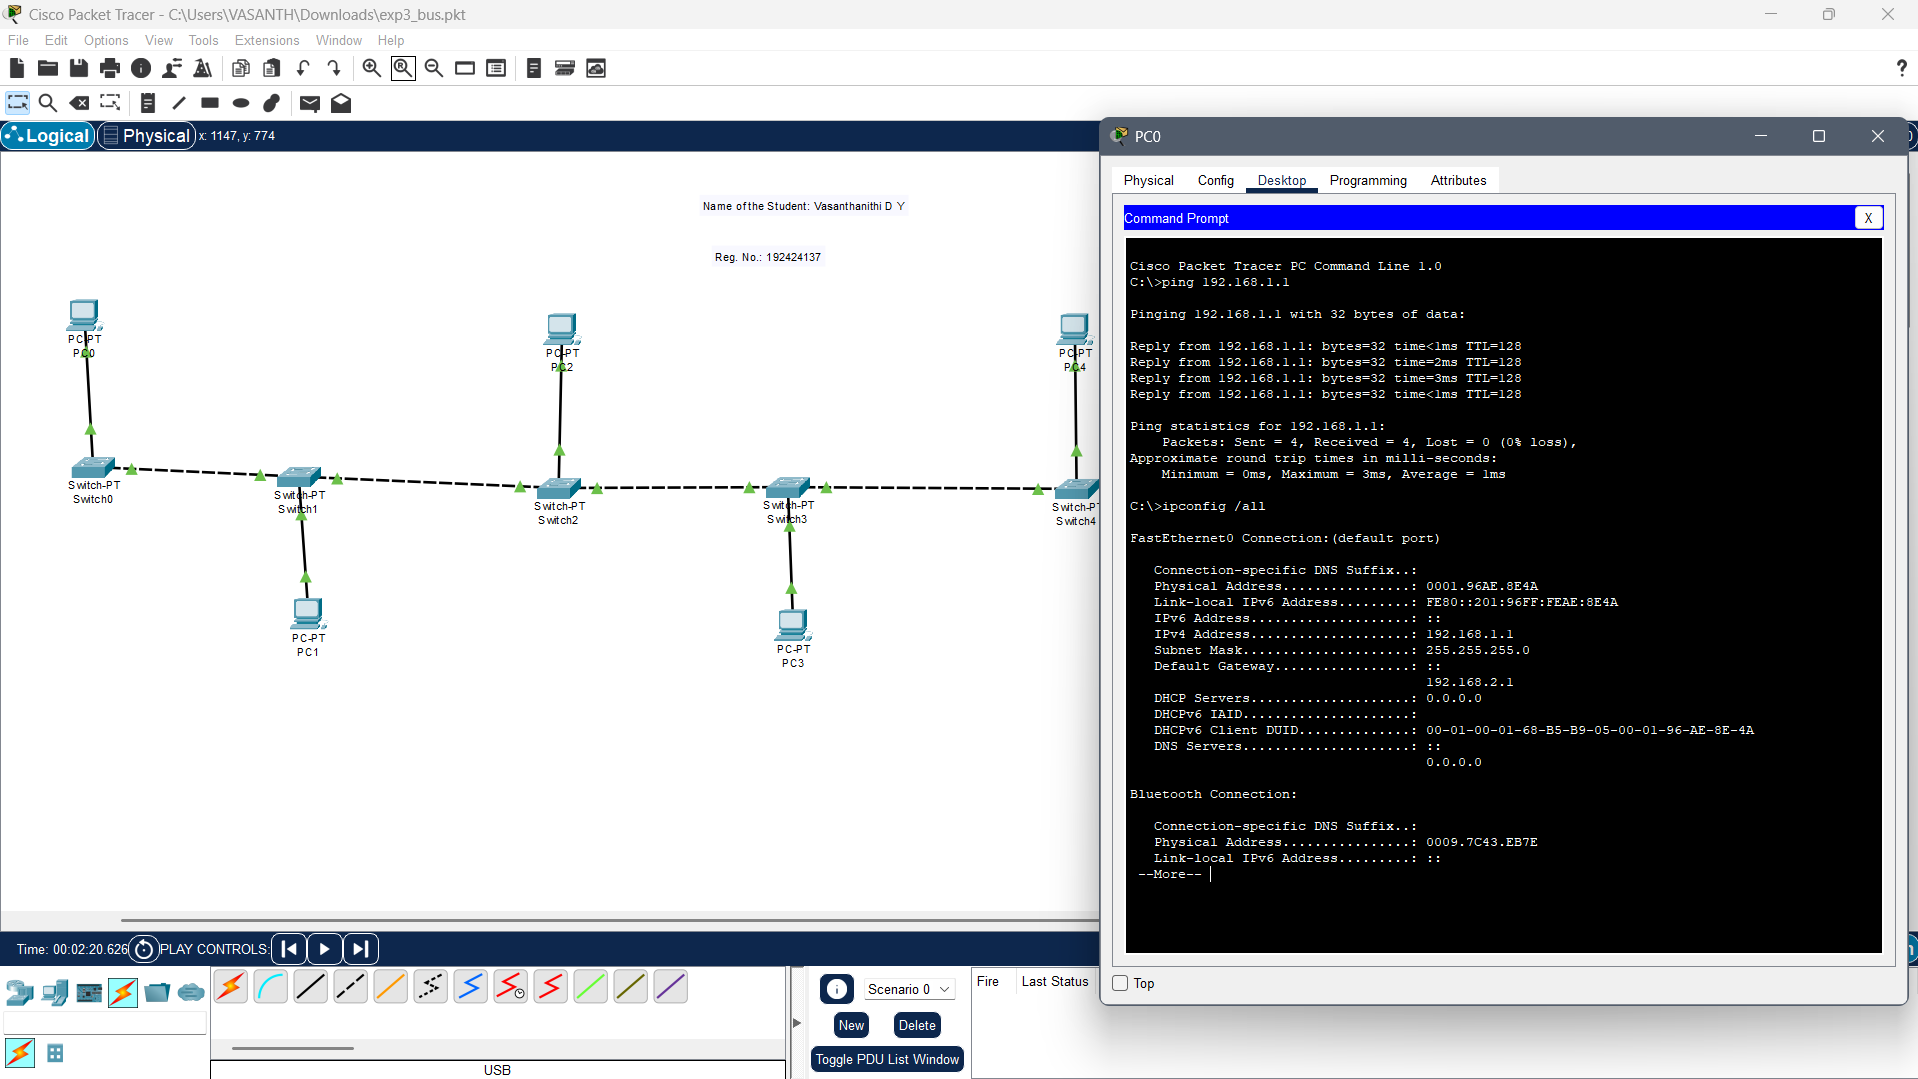 Cisco Packet Tracer - C:\Users\VASANTH\Downloads\exp3_bus.pkt
File Edit Options View Tools Extensions Window Help
Logical Physical x: 1147, y: 774
Name of the Student: Vasanthanithi D Y
Reg. No.: 192424137
PC-PT
PC0
PC-PT
PC2
PC-PT
PC4
Switch-PT
Switch0
Switch-PT
Switch1
Switch-PT
Switch2
Switch-PT
Switch3
Switch-PT
Switch4
PC-PT
PC1
PC-PT
PC3
PC0
Physical Config Desktop Programming Attributes
Command Prompt X
Cisco Packet Tracer PC Command Line 1.0
C:\>ping 192.168.1.1
Pinging 192.168.1.1 with 32 bytes of data:
Reply from 192.168.1.1: bytes=32 time<1ms TTL=128
Reply from 192.168.1.1: bytes=32 time=2ms TTL=128
Reply from 192.168.1.1: bytes=32 time=3ms TTL=128
Reply from 192.168.1.1: bytes=32 time<1ms TTL=128
Ping statistics for 192.168.1.1:
Packets: Sent = 4, Received = 4, Lost = 0 (0% loss),
Approximate round trip times in milli-seconds:
Minimum = 0ms, Maximum = 3ms, Average = 1ms
C:\>ipconfig /all
FastEthernet0 Connection:(default port)
Connection-specific DNS Suffix..:
Physical Address................: 0001.96AE.8E4A
Link-local IPv6 Address.........: FE80::201:96FF:FEAE:8E4A
IPv6 Address....................: ::
IPv4 Address....................: 192.168.1.1
Subnet Mask.....................: 255.255.255.0
Default Gateway.................: ::
192.168.2.1
DHCP Servers....................: 0.0.0.0
DHCPv6 IAID.....................:
DHCPv6 Client DUID..............: 00-01-00-01-68-B5-B9-05-00-01-96-AE-8E-4A
DNS Servers.....................: ::
0.0.0.0
Bluetooth Connection:
Connection-specific DNS Suffix..:
Physical Address................: 0009.7C43.EB7E
Link-local IPv6 Address.........: ::
--More--
Top
Time: 00:02:20.626 PLAY CONTROLS:
Scenario 0
New Delete
Toggle PDU List Window
Fire Last Status
USB